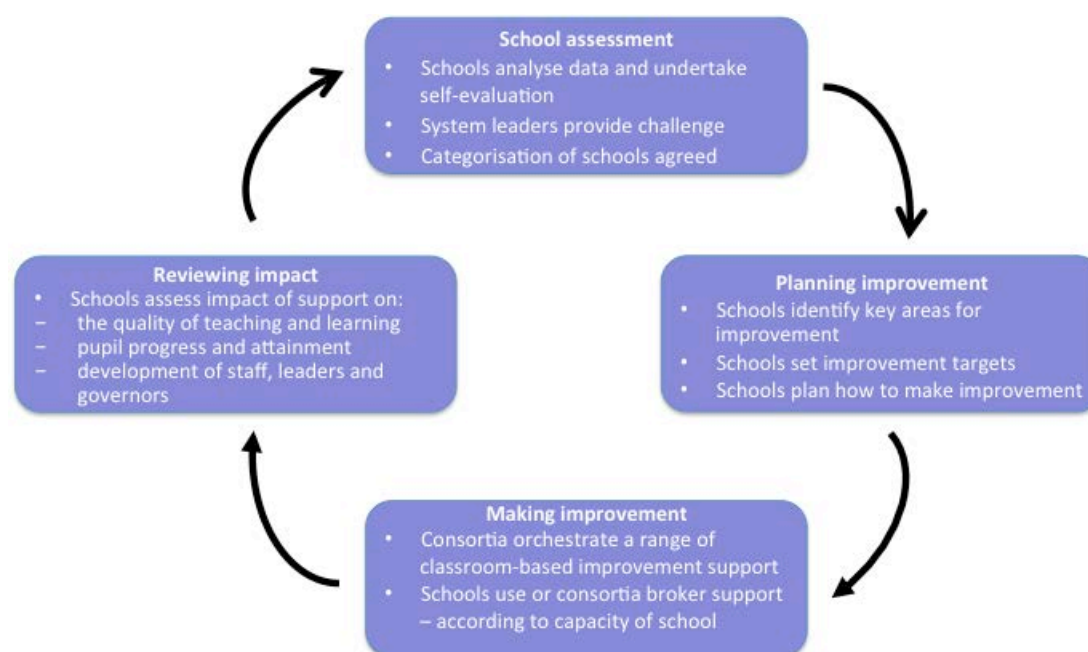 School assessment
• Schools analyse data and undertake
self-evaluation
• System leaders provide challenge
• Categorisation of schools agreed
Reviewing impact
• Schools assess impact of support on:
– the quality of teaching and learning
– pupil progress and attainment
– development of staff, leaders and
governors
Planning improvement
• Schools identify key areas for
improvement
• Schools set improvement targets
• Schools plan how to make improvement
Making improvement
• Consortia orchestrate a range of
classroom-based improvement support
• Schools use or consortia broker support
– according to capacity of school